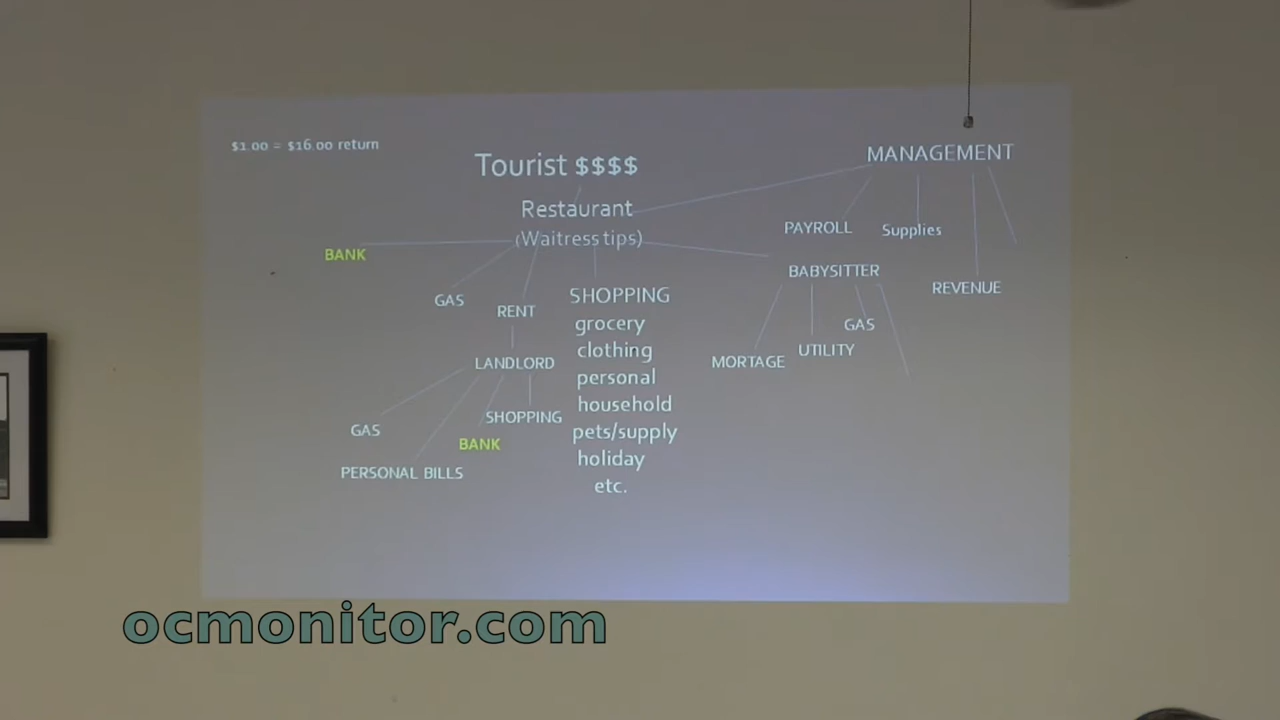 $1.00 = $16.00 return
Tourist $$$$
MANAGEMENT
Restaurant
(Waitress tips)
PAYROLL
Supplies
BANK
BABYSITTER
REVENUE
GAS
RENT
SHOPPING
grocery
clothing
personal
household
pets/supply
holiday
etc.
GAS
UTILITY
MORTAGE
LANDLORD
SHOPPING
GAS
BANK
PERSONAL BILLS
ocmonitor.com